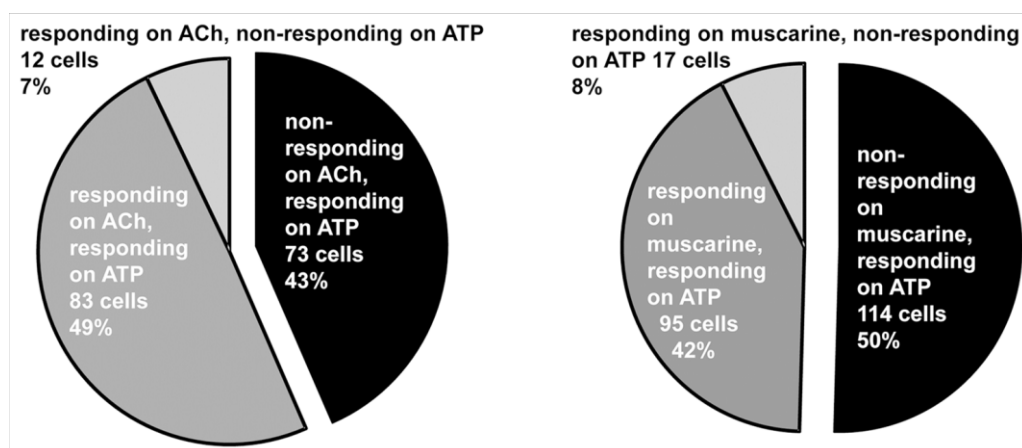 responding on ACh, non-responding on ATP
12 cells
7%
non-
responding
on ACh,
responding
on ATP
73 cells
43%
responding
on ACh,
responding
on ATP
83 cells
49%
responding on muscarine, non-responding
on ATP 17 cells
8%
non-
responding
on
muscarine,
responding
on ATP
114 cells
50%
responding
on
muscarine,
responding
on ATP
95 cells
42%